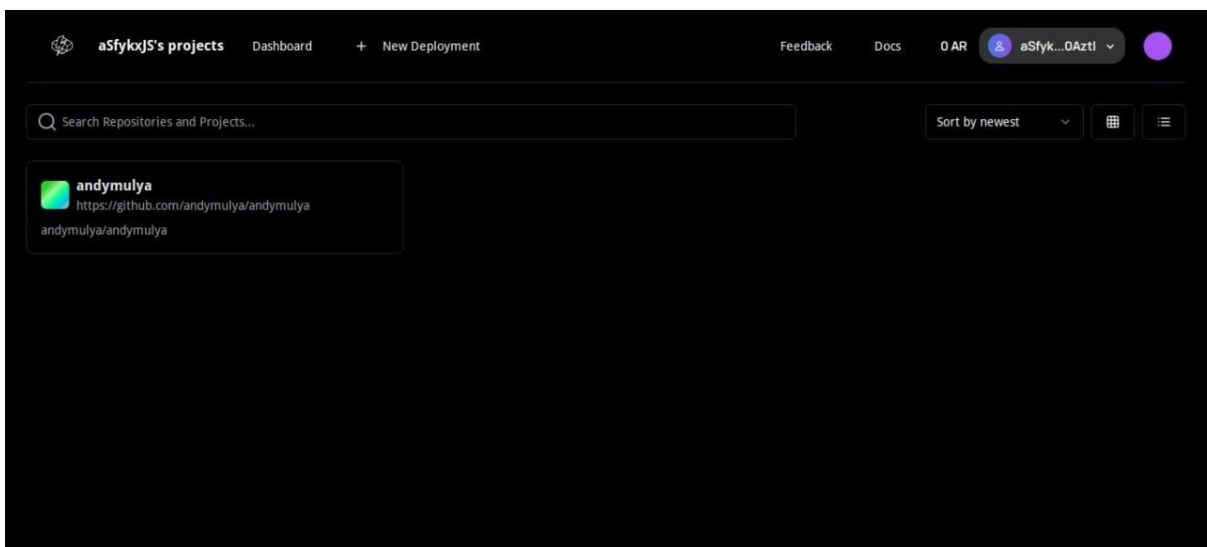 aSfykxJS's projects Dashboard + New Deployment Feedback Docs 0 AR aSfyk...0AztI
Search Repositories and Projects... Sort by newest
andymulya
https://github.com/andymulya/andymulya
andymulya/andymulya